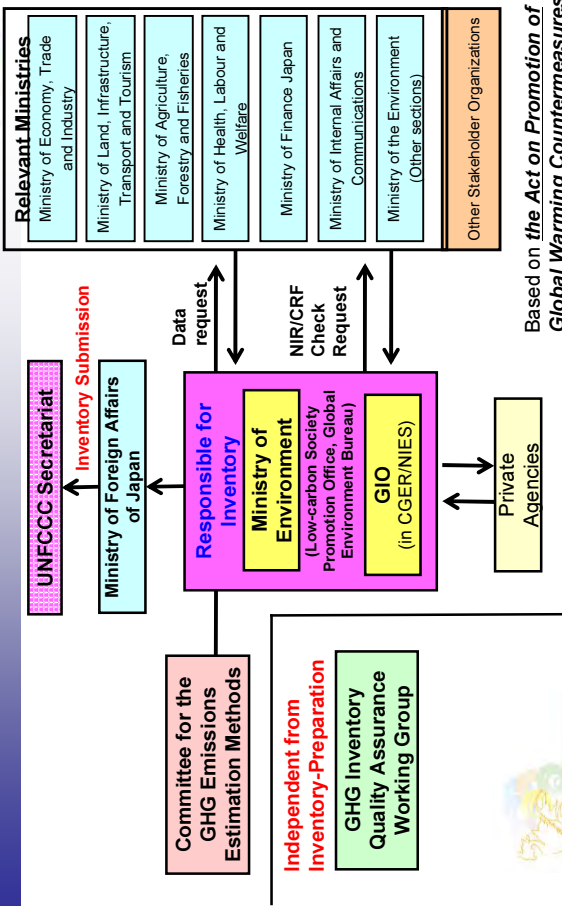 UNFCCC Secretariat
Inventory Submission
Ministry of Foreign Affairs
of Japan
Committee for the
GHG Emissions
Estimation Methods
Independent from
Inventory-Preparation
GHG Inventory
Quality Assurance
Working Group
Responsible for
Inventory
Ministry of
Environment
(Low-carbon Society
Promotion Office, Global
Environment Bureau)
GIO
(in CGER/NIES)
Private
Agencies
Data
request
NIR/CRF
Check
Request
Relevant Ministries
Ministry of Economy, Trade
and Industry
Ministry of Land, Infrastructure,
Transport and Tourism
Ministry of Agriculture,
Forestry and Fisheries
Ministry of Health, Labour and
Welfare
Ministry of Finance Japan
Ministry of Internal Affairs and
Communications
Ministry of the Environment
(Other sections)
Other Stakeholder Organizations
Based on the Act on Promotion of
Global Warming Countermeasures